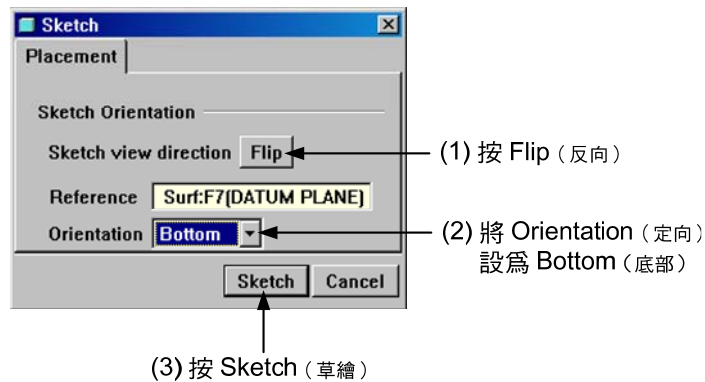 Sketch
Placement
Sketch Orientation
Sketch view direction Flip
(1) 按 Flip（反向）
Reference Surf:F7(DATUM PLANE)
Orientation Bottom
(2) 將 Orientation（定向）
設爲 Bottom（底部）
Sketch Cancel
(3) 按 Sketch（草繪）